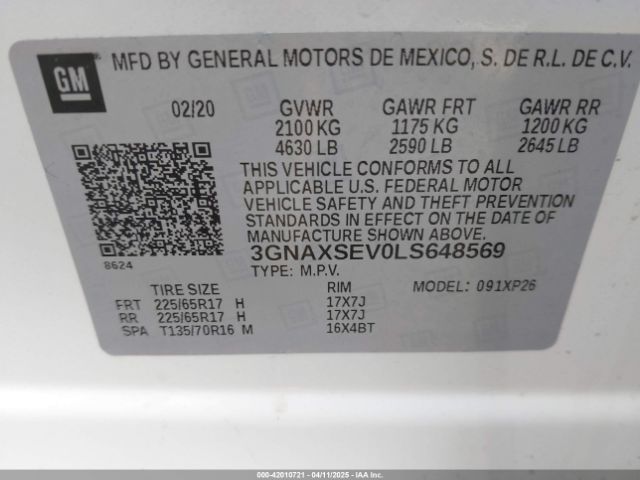 GM
MFD BY GENERAL MOTORS DE MEXICO, S. DE R.L. DE C.V.
02/20 GVWR GAWR FRT GAWR RR
2100 KG 1175 KG 1200 KG
4630 LB 2590 LB 2645 LB
THIS VEHICLE CONFORMS TO ALL
APPLICABLE U.S. FEDERAL MOTOR
VEHICLE SAFETY AND THEFT PREVENTION
STANDARDS IN EFFECT ON THE DATE OF
MANUFACTURE SHOWN ABOVE.
8624
3GNAXSEV0LS648569
TYPE: M.P.V.
TIRE SIZE RIM MODEL: 091XP26
FRT 225/65R17 H 17X7J
RR 225/65R17 H 17X7J
SPA T135/70R16 M 16X4BT
000-42010721 - 04/11/2025 - IAA Inc.